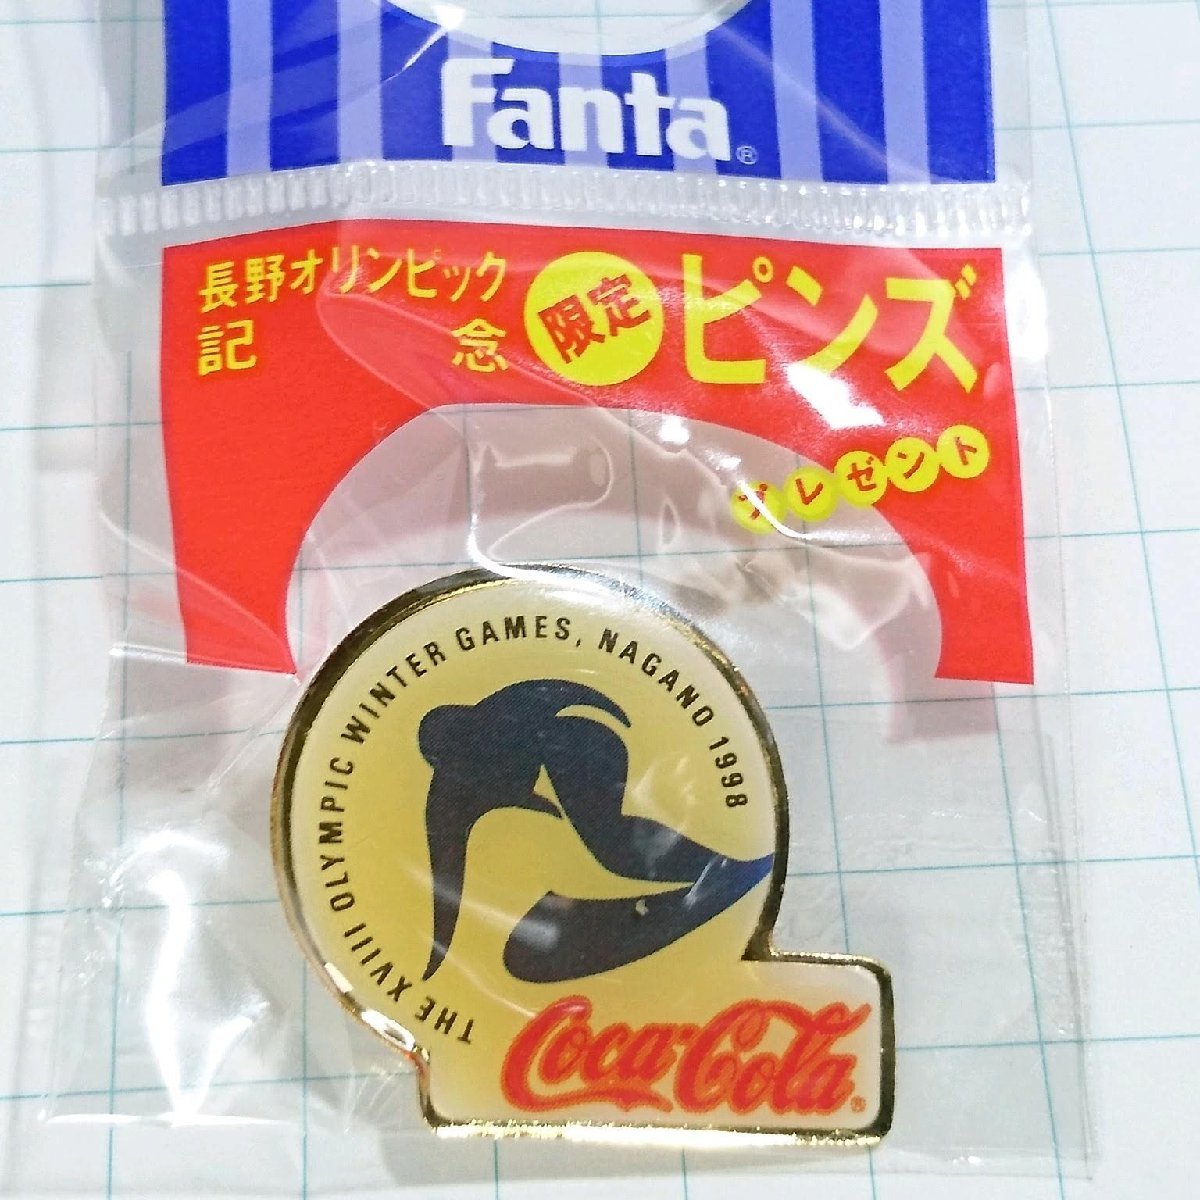 Fanta®
長野オリンピック
記念
限定
ピンズ
プレゼント
THE XVIII OLYMPIC WINTER GAMES, NAGANO 1998
Coca-Cola®